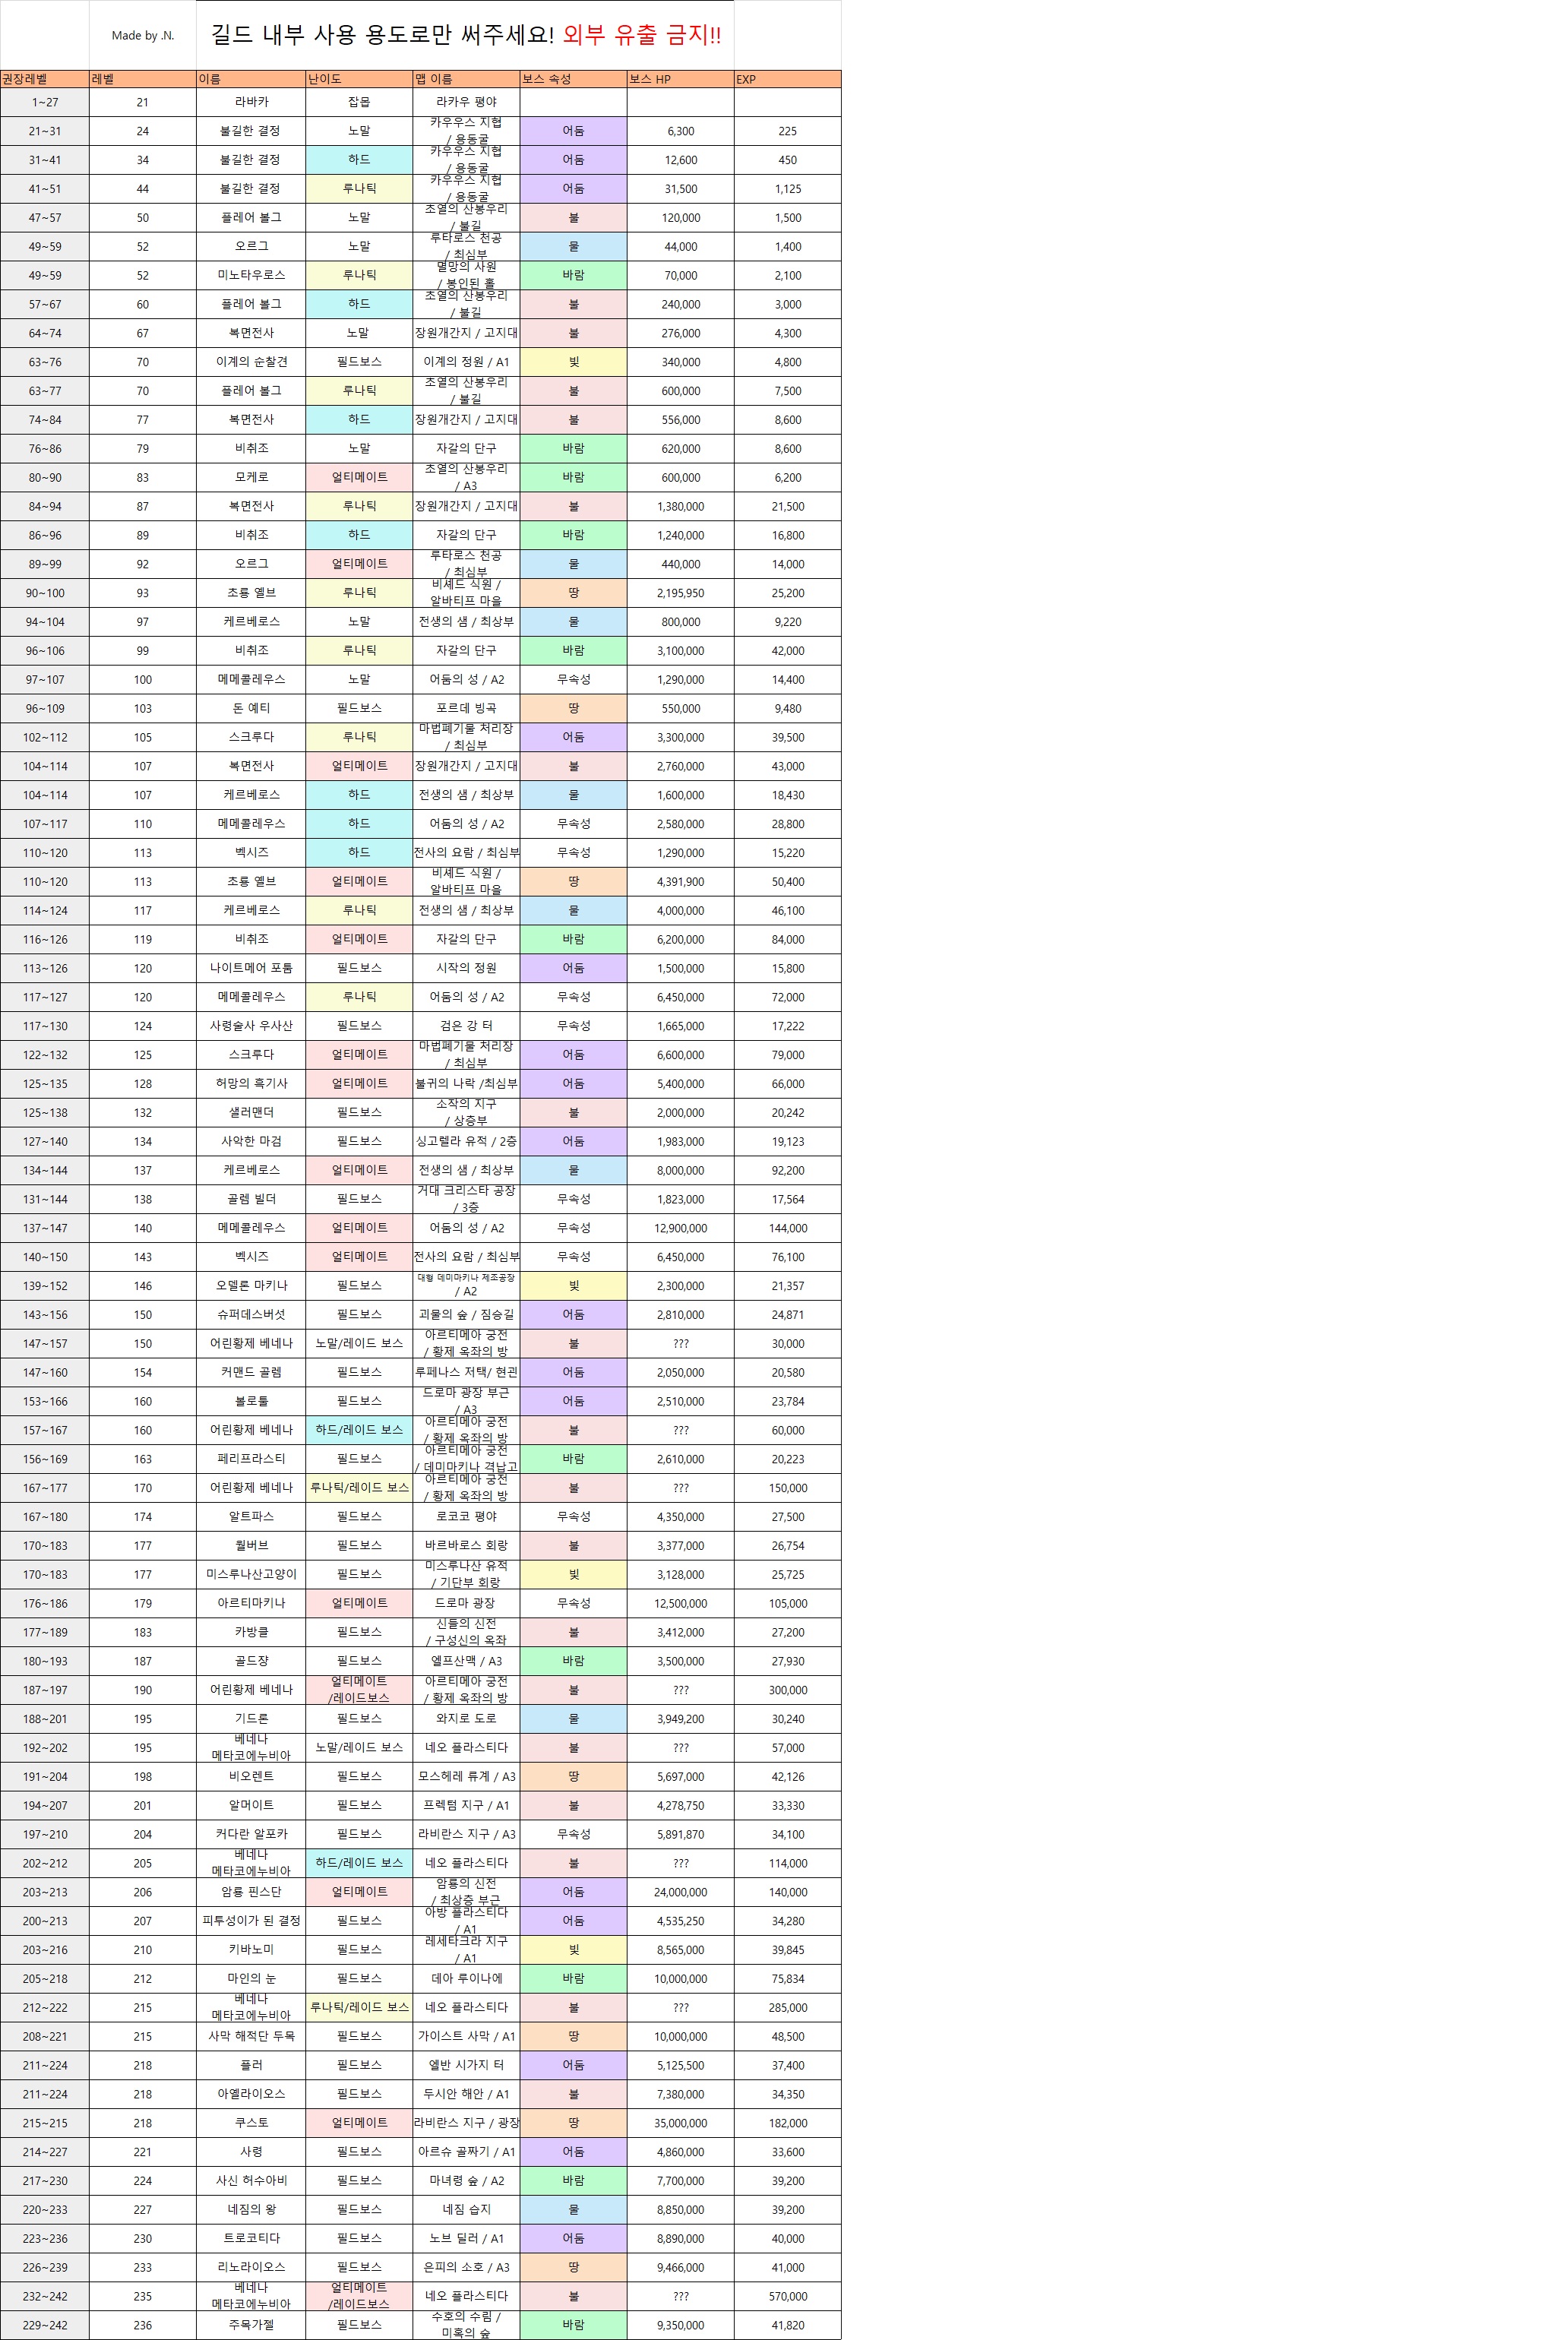 Made by .N. 길드 내부 사용 용도로만 써주세요! 외부 유출 금지!!
권장레벨 레벨 이름 난이도 맵 이름 보스 속성 보스 HP EXP
1~27 21 라바카 잡몹 라카우 평야
21~31 24 불길한 결정 노말 카우우스 지협 / 용동굴 어둠 6,300 225
31~41 34 불길한 결정 하드 카우우스 지협 / 용동굴 어둠 12,600 450
41~51 44 불길한 결정 루나틱 카우우스 지협 / 용동굴 어둠 31,500 1,125
47~57 50 플레어 볼그 노말 초열의 산봉우리 / 불길 불 120,000 1,500
49~59 52 오르그 노말 루타로스 천공 / 최심부 물 44,000 1,400
49~59 52 미노타우로스 루나틱 멸망의 사원 / 봉인된 홀 바람 70,000 2,100
57~67 60 플레어 볼그 하드 초열의 산봉우리 / 불길 불 240,000 3,000
64~74 67 복면전사 노말 장원개간지 / 고지대 불 276,000 4,300
63~76 70 이계의 순찰견 필드보스 이계의 정원 / A1 빛 340,000 4,800
63~77 70 플레어 볼그 루나틱 초열의 산봉우리 / 불길 불 600,000 7,500
74~84 77 복면전사 하드 장원개간지 / 고지대 불 556,000 8,600
76~86 79 비취조 노말 자갈의 단구 바람 620,000 8,600
80~90 83 모케로 얼티메이트 초열의 산봉우리 / A3 바람 600,000 6,200
84~94 87 복면전사 루나틱 장원개간지 / 고지대 불 1,380,000 21,500
86~96 89 비취조 하드 자갈의 단구 바람 1,240,000 16,800
89~99 92 오르그 얼티메이트 루타로스 천공 / 최심부 물 440,000 14,000
90~100 93 초룡 옐브 루나틱 비셰드 식원 / 알바티프 마을 땅 2,195,950 25,200
94~104 97 케르베로스 노말 전생의 샘 / 최상부 물 800,000 9,220
96~106 99 비취조 루나틱 자갈의 단구 바람 3,100,000 42,000
97~107 100 메메콜레우스 노말 어둠의 성 / A2 무속성 1,290,000 14,400
96~109 103 돈 예티 필드보스 포르데 빙곡 땅 550,000 9,480
102~112 105 스크루다 루나틱 마법폐기물 처리장 / 최심부 어둠 3,300,000 39,500
104~114 107 복면전사 얼티메이트 장원개간지 / 고지대 불 2,760,000 43,000
104~114 107 케르베로스 하드 전생의 샘 / 최상부 물 1,600,000 18,430
107~117 110 메메콜레우스 하드 어둠의 성 / A2 무속성 2,580,000 28,800
110~120 113 벡시즈 하드 전사의 요람 / 최심부 무속성 1,290,000 15,220
110~120 113 초룡 옐브 얼티메이트 비셰드 식원 / 알바티프 마을 땅 4,391,900 50,400
114~124 117 케르베로스 루나틱 전생의 샘 / 최상부 물 4,000,000 46,100
116~126 119 비취조 얼티메이트 자갈의 단구 바람 6,200,000 84,000
113~126 120 나이트메어 포툼 필드보스 시작의 정원 어둠 1,500,000 15,800
117~127 120 메메콜레우스 루나틱 어둠의 성 / A2 무속성 6,450,000 72,000
117~130 124 사령술사 우사산 필드보스 검은 강 터 무속성 1,665,000 17,222
122~132 125 스크루다 얼티메이트 마법폐기물 처리장 / 최심부 어둠 6,600,000 79,000
125~135 128 허망의 흑기사 얼티메이트 불귀의 나락 /최심부 어둠 5,400,000 66,000
125~138 132 샐러맨더 필드보스 소작의 지구 / 상층부 불 2,000,000 20,242
127~140 134 사악한 마검 필드보스 싱고렐라 유적 / 2층 어둠 1,983,000 19,123
134~144 137 케르베로스 얼티메이트 전생의 샘 / 최상부 물 8,000,000 92,200
131~144 138 골렘 빌더 필드보스 거대 크리스타 공장 / 3층 무속성 1,823,000 17,564
137~147 140 메메콜레우스 얼티메이트 어둠의 성 / A2 무속성 12,900,000 144,000
140~150 143 벡시즈 얼티메이트 전사의 요람 / 최심부 무속성 6,450,000 76,100
139~152 146 오델론 마키나 필드보스 대형 데미마키나 제조공장 / A2 빛 2,300,000 21,357
143~156 150 슈퍼데스버섯 필드보스 괴물의 숲 / 짐승길 어둠 2,810,000 24,871
147~157 150 어린황제 베네나 노말/레이드 보스 아르티메아 궁전 / 황제 옥좌의 방 불 ??? 30,000
147~160 154 커맨드 골렘 필드보스 루페나스 저택/ 현관 어둠 2,050,000 20,580
153~166 160 볼로툴 필드보스 드로마 광장 부근 / A3 어둠 2,510,000 23,784
157~167 160 어린황제 베네나 하드/레이드 보스 아르티메아 궁전 / 황제 옥좌의 방 불 ??? 60,000
156~169 163 페리프라스티 필드보스 아르티메아 궁전 / 데미마키나 격납고 바람 2,610,000 20,223
167~177 170 어린황제 베네나 루나틱/레이드 보스 아르티메아 궁전 / 황제 옥좌의 방 불 ??? 150,000
167~180 174 알트파스 필드보스 로코코 평야 무속성 4,350,000 27,500
170~183 177 퀄버브 필드보스 바르바로스 회랑 불 3,377,000 26,754
170~183 177 미스루나산고양이 필드보스 미스루나산 유적 / 기단부 회랑 빛 3,128,000 25,725
176~186 179 아르티마키나 얼티메이트 드로마 광장 무속성 12,500,000 105,000
177~189 183 카방클 필드보스 신들의 신전 / 구성신의 옥좌 불 3,412,000 27,200
180~193 187 골드쟝 필드보스 엘프산맥 / A3 바람 3,500,000 27,930
187~197 190 어린황제 베네나 얼티메이트 /레이드보스 아르티메아 궁전 / 황제 옥좌의 방 불 ??? 300,000
188~201 195 기드론 필드보스 와지로 도로 물 3,949,200 30,240
192~202 195 베네나 메타코에누비아 노말/레이드 보스 네오 플라스티다 불 ??? 57,000
191~204 198 비오렌트 필드보스 모스헤레 류계 / A3 땅 5,697,000 42,126
194~207 201 알머이트 필드보스 프렉텀 지구 / A1 불 4,278,750 33,330
197~210 204 커다란 알포카 필드보스 라비란스 지구 / A3 무속성 5,891,870 34,100
202~212 205 베네나 메타코에누비아 하드/레이드 보스 네오 플라스티다 불 ??? 114,000
203~213 206 암룡 핀스단 얼티메이트 암룡의 신전 / 최상층 부근 어둠 24,000,000 140,000
200~213 207 피투성이가 된 결정 필드보스 아방 플라스티다 / A1 어둠 4,535,250 34,280
203~216 210 키바노미 필드보스 레세타크라 지구 / A1 빛 8,565,000 39,845
205~218 212 마인의 눈 필드보스 데아 루이나에 바람 10,000,000 75,834
212~222 215 베네나 메타코에누비아 루나틱/레이드 보스 네오 플라스티다 불 ??? 285,000
208~221 215 사막 해적단 두목 필드보스 가이스트 사막 / A1 땅 10,000,000 48,500
211~224 218 플러 필드보스 엘반 시가지 터 어둠 5,125,500 37,400
211~224 218 아옐라이오스 필드보스 두시안 해안 / A1 불 7,380,000 34,350
215~215 218 쿠스토 얼티메이트 라비란스 지구 / 광장 땅 35,000,000 182,000
214~227 221 사령 필드보스 아르슈 골짜기 / A1 어둠 4,860,000 33,600
217~230 224 사신 허수아비 필드보스 마녀령 숲 / A2 바람 7,700,000 39,200
220~233 227 네짐의 왕 필드보스 네짐 습지 물 8,850,000 39,200
223~236 230 트로코티다 필드보스 노브 딜러 / A1 어둠 8,890,000 40,000
226~239 233 리노라이오스 필드보스 은피의 소호 / A3 땅 9,466,000 41,000
232~242 235 베네나 메타코에누비아 얼티메이트 /레이드보스 네오 플라스티다 불 ??? 570,000
229~242 236 주목가젤 필드보스 수호의 수림 / 미혹의 숲 바람 9,350,000 41,820